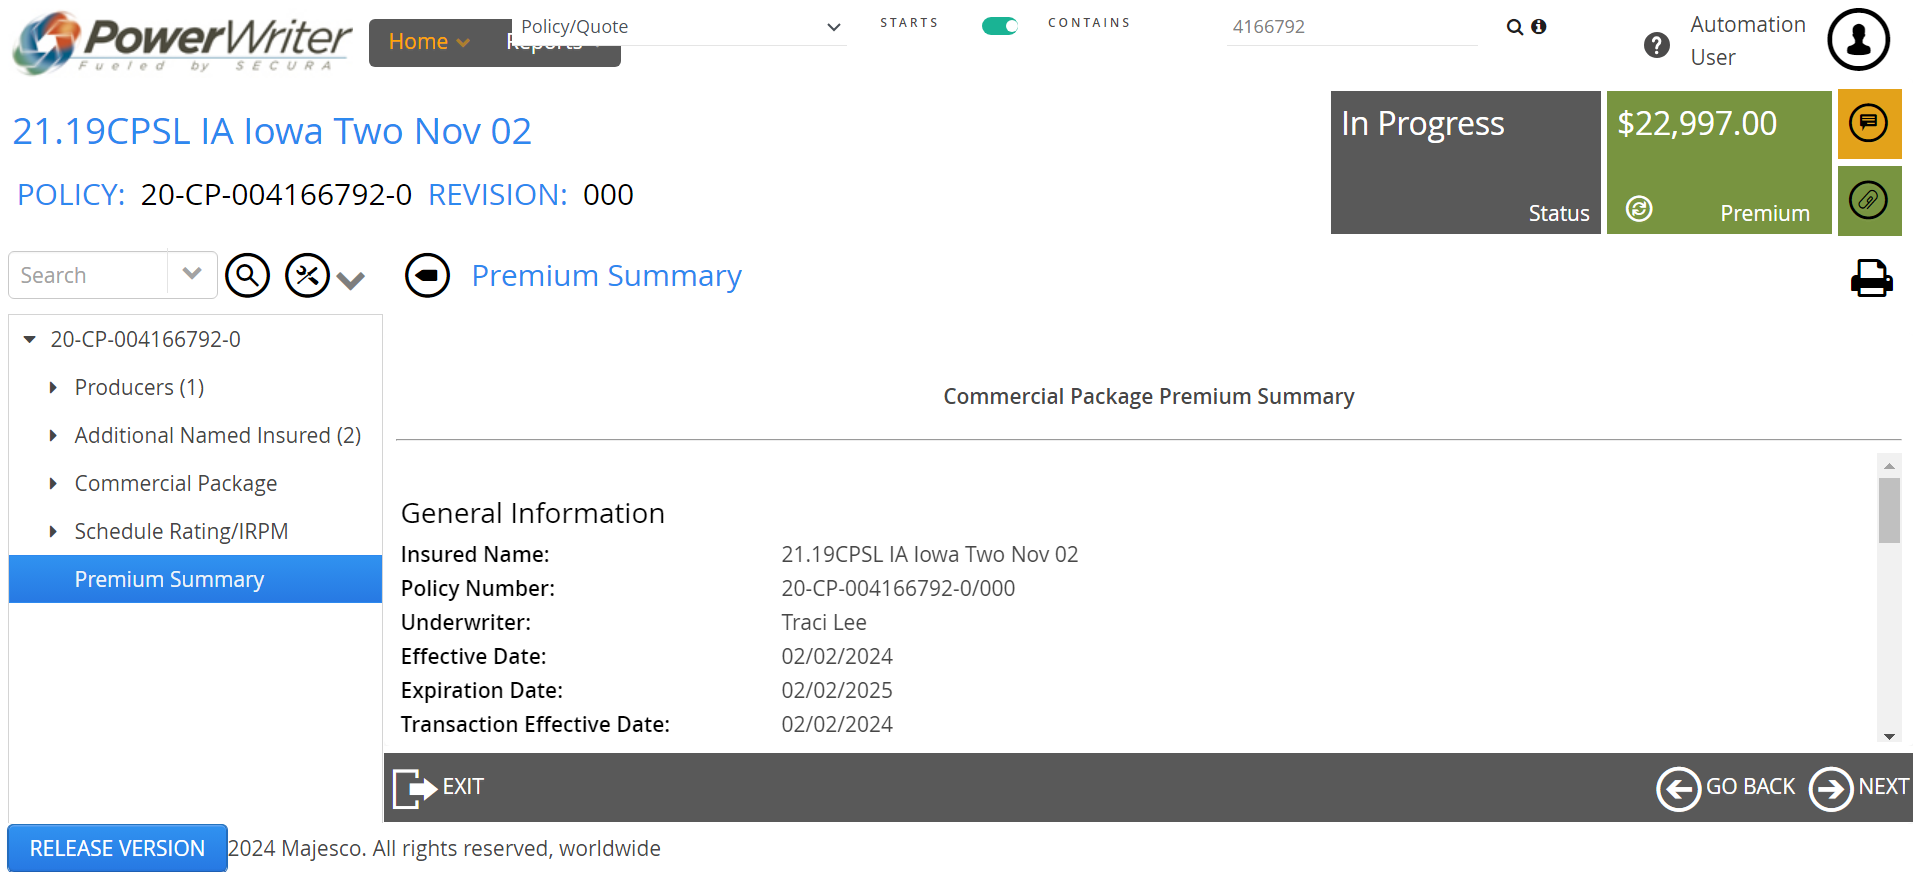 PowerWriter
Fueled by SECURA
Home
Reports
Policy/Quote
STARTS
CONTAINS
4166792
Automation
User
21.19CPSL IA Iowa Two Nov 02
POLICY: 20-CP-004166792-0 REVISION: 000
In Progress
Status
$22,997.00
Premium
Search
Premium Summary
20-CP-004166792-0
Producers (1)
Additional Named Insured (2)
Commercial Package
Schedule Rating/IRPM
Premium Summary
Commercial Package Premium Summary
General Information
Insured Name: 21.19CPSL IA Iowa Two Nov 02
Policy Number: 20-CP-004166792-0/000
Underwriter: Traci Lee
Effective Date: 02/02/2024
Expiration Date: 02/02/2025
Transaction Effective Date: 02/02/2024
EXIT
GO BACK
NEXT
RELEASE VERSION
2024 Majesco. All rights reserved, worldwide